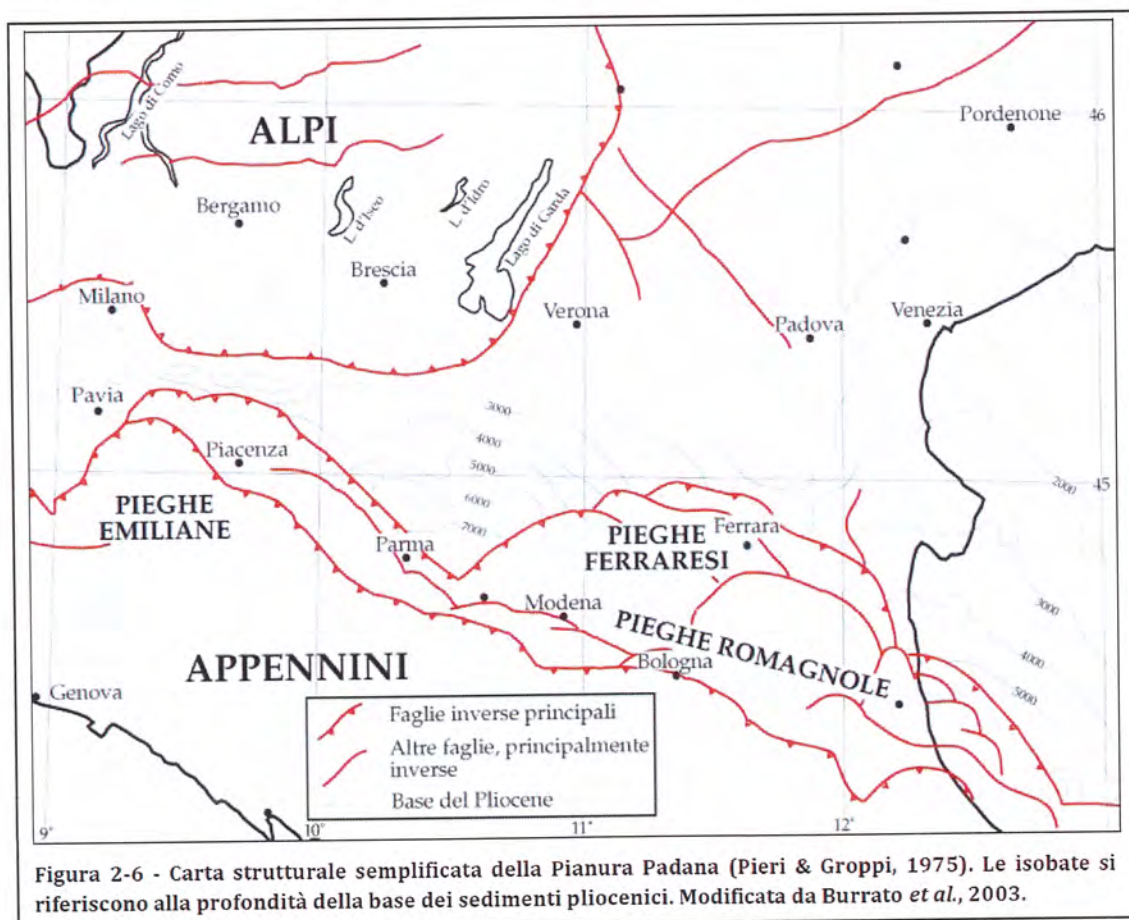 Lago di Como
ALPI
Pordenone
46
Bergamo
L. d'Iseo
L. d'Idro
Lago di Garda
Brescia
Milano
Verona
Padova
Venezia
Pavia
3000
4000
5000
6000
7000
Piacenza
45
2000
PIEGHE
EMILIANE
PIEGHE
FERRARESI
Ferrara
Parma
Modena
PIEGHE ROMAGNOLE
3000
4000
5000
Bologna
APPENNINI
Genova
Faglie inverse principali
Altre faglie, principalmente
inverse
Base del Pliocene
9°
10°
11°
12°
Figura 2-6 - Carta strutturale semplificata della Pianura Padana (Pieri & Groppi, 1975). Le isobate si
riferiscono alla profondità della base dei sedimenti pliocenici. Modificata da Burrato et al., 2003.